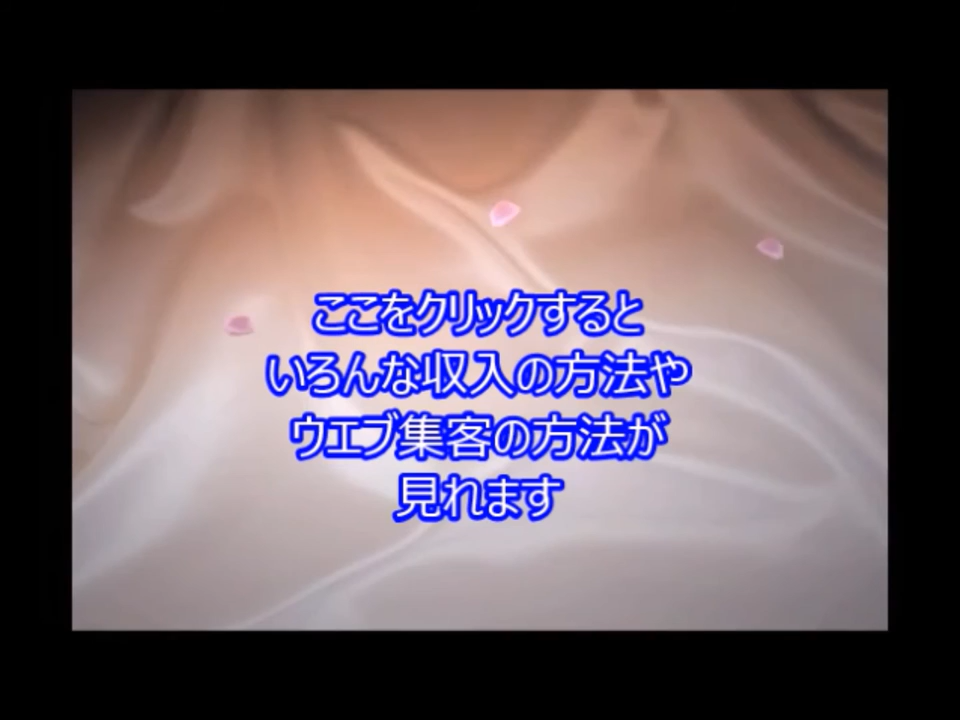 ここをクリックすると
いろんな収入の方法や
ウエブ集客の方法が
見れます